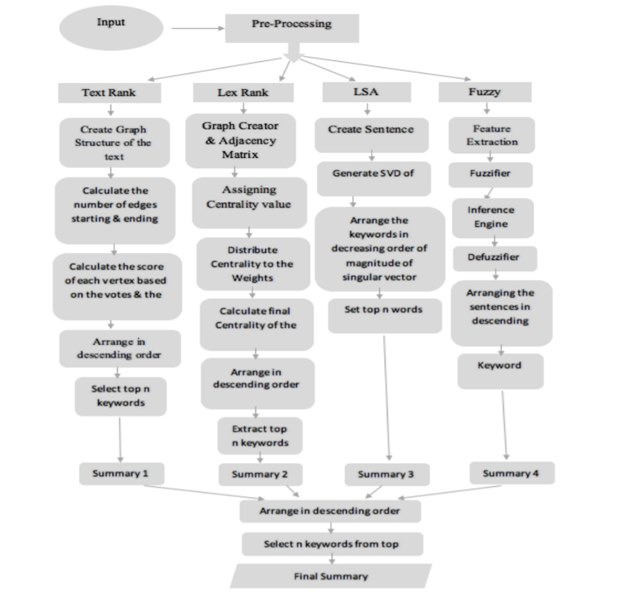 Input
Pre-Processing
Text Rank
Lex Rank
LSA
Fuzzy
Create Graph
Structure of the
text
Calculate the
number of edges
starting & ending
Calculate the score
of each vertex based
on the votes & the
Arrange in
descending order
Select top n
keywords
Summary 1
Graph Creator
& Adjacency
Matrix
Assigning
Centrality value
Distribute
Centrality to the
Weights
Calculate final
Centrality of the
Arrange in
descending order
Extract top
n keywords
Summary 2
Create Sentence
Generate SVD of
Arrange the
keywords in
decreasing order of
magnitude of
singular vector
Set top n words
Summary 3
Feature
Extraction
Fuzzifier
Inference
Engine
Defuzzifier
Arranging the
sentences in
descending
Keyword
Summary 4
Arrange in descending order
Select n keywords from top
Final Summary